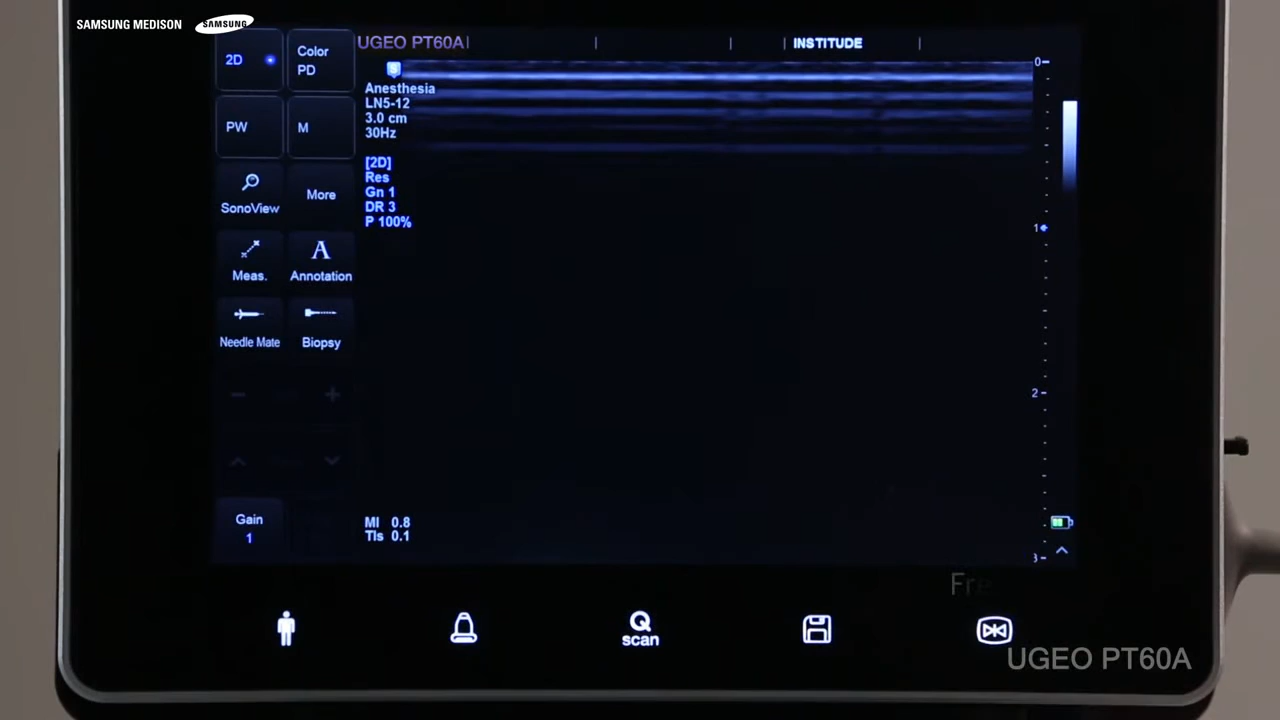 SAMSUNG MEDISON SAMSUNG
2D
Color
PD
PW
M
SonoView
More
Meas.
A
Annotation
Needle Mate
Biopsy
Gain
1
UGEO PT60A
INSTITUDE
S
Anesthesia
LN5-12
3.0 cm
30Hz
[2D]
Res
Gn 1
DR 3
P 100%
MI 0.8
TIs 0.1
0
1
2
3
Fre
Q
scan
UGEO PT60A